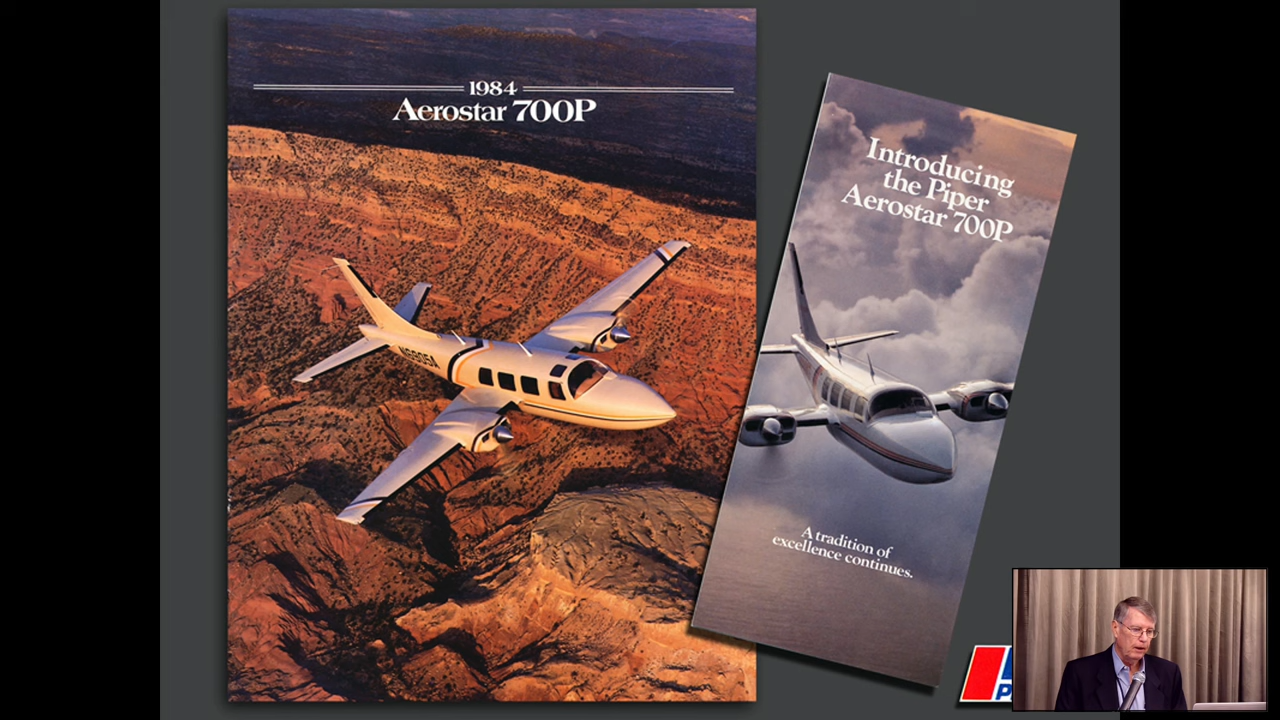 1984
Aerostar 700P
Introducing
the Piper
Aerostar 700P
A tradition of
excellence continues.